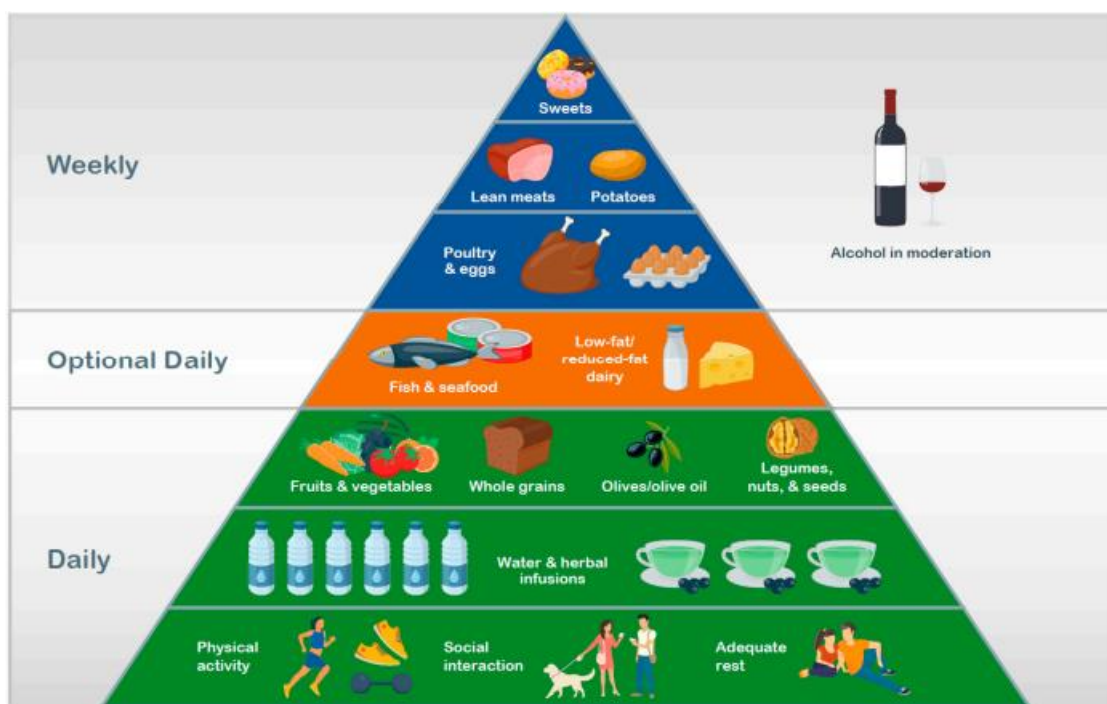 Sweets
Weekly
Lean meats
Potatoes
Poultry
& eggs
Alcohol in moderation
Optional Daily
Fish & seafood
Low-fat/
reduced-fat
dairy
Fruits & vegetables
Whole grains
Olives/olive oil
Legumes,
nuts, & seeds
Daily
Water & herbal
infusions
Physical
activity
Social
interaction
Adequate
rest